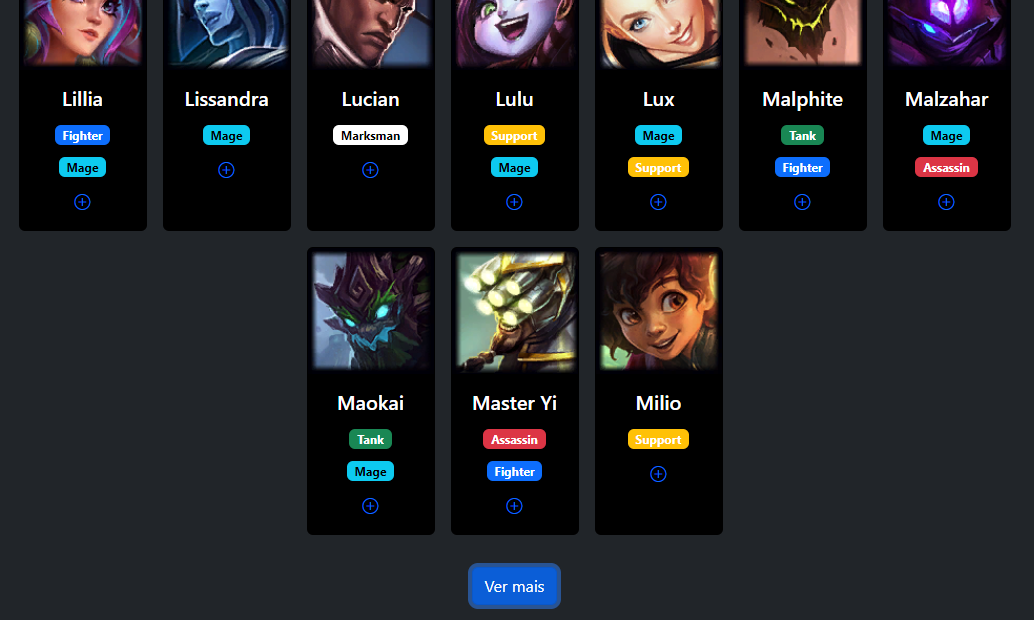 Lillia
Fighter
Mage
Lissandra
Mage
Lucian
Marksman
Lulu
Support
Mage
Lux
Mage
Support
Malphite
Tank
Fighter
Malzahar
Mage
Assassin
Maokai
Tank
Mage
Master Yi
Assassin
Fighter
Milio
Support
Ver mais